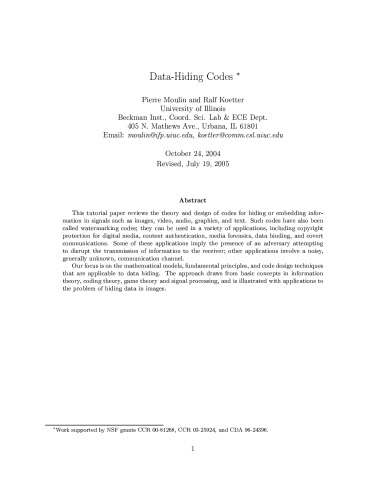 Data-Hiding Codes *
Pierre Moulin and Ralf Koetter
University of Illinois
Beckman Inst., Coord. Sci. Lab & ECE Dept.
405 N. Mathews Ave., Urbana, IL 61801
Email: moulin@ifp.uiuc.edu, koetter@comm.csl.uiuc.edu
October 24, 2004
Revised, July 19, 2005
Abstract
This tutorial paper reviews the theory and design of codes for hiding or embedding infor-
mation in signals such as images, video, audio, graphics, and text. Such codes have also been
called watermarking codes; they can be used in a variety of applications, including copyright
protection for digital media, content authentication, media forensics, data binding, and covert
communications. Some of these applications imply the presence of an adversary attempting
to disrupt the transmission of information to the receiver; other applications involve a noisy,
generally unknown, communication channel.
Our focus is on the mathematical models, fundamental principles, and code design techniques
that are applicable to data hiding. The approach draws from basic concepts in information
theory, coding theory, game theory and signal processing, and is illustrated with applications to
the problem of hiding data in images.
*Work supported by NSF grants CCR 00-81268, CCR 03-25924, and CDA 96-24396.
1